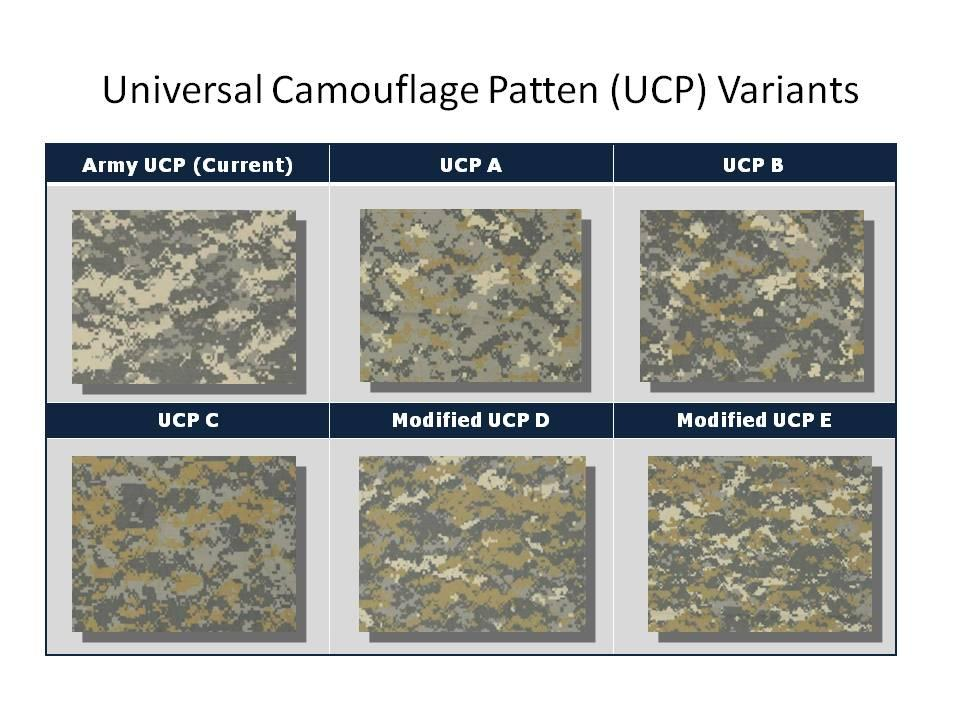 Universal Camouflage Patten (UCP) Variants
Army UCP (Current)
UCP A
UCP B
UCP C
Modified UCP D
Modified UCP E